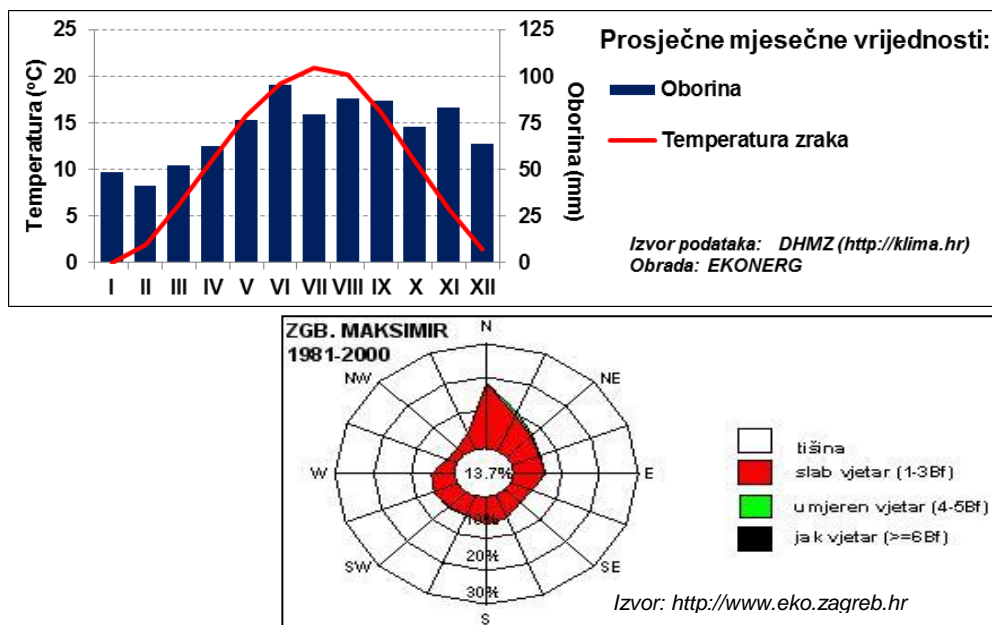 25
20
15
10
5
0
Temperatura (ºC)
125
100
75
50
25
0
Oborina (mm)
I II III IV V VI VII VIII IX X XI XII
Prosječne mjesečne vrijednosti:
Oborina
Temperatura zraka
Izvor podataka: DHMZ (http://klima.hr)
Obrada: EKONERG
ZGB. MAKSIMIR
1981-2000
N
NW
NE
W
13.7%
E
10%
20%
SW
SE
30%
S
tišina
slab vjetar (1-3Bf)
umjeren vjetar (4-5Bf)
jak vjetar (>=6Bf)
Izvor: http://www.eko.zagreb.hr